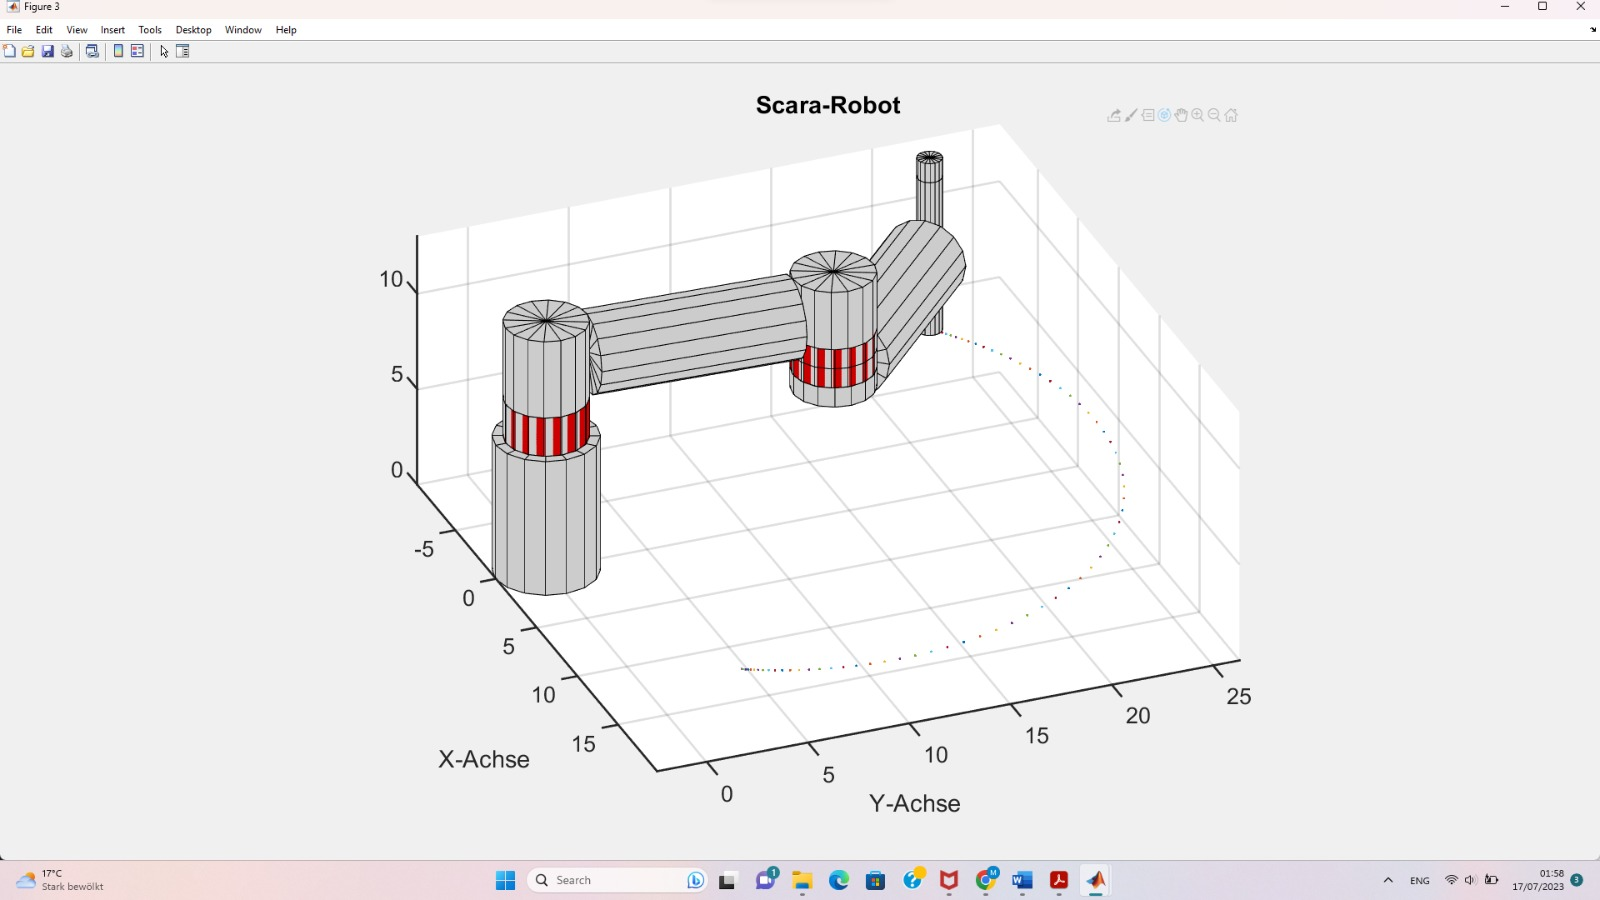 Figure 3
File Edit View Insert Tools Desktop Window Help
Scara-Robot
10
5
0
-5
0
5
10
15
X-Achse
0
5
10
15
20
25
Y-Achse
17°C
Stark bewölkt
Search
1
M
ENG
01:58
17/07/2023
3